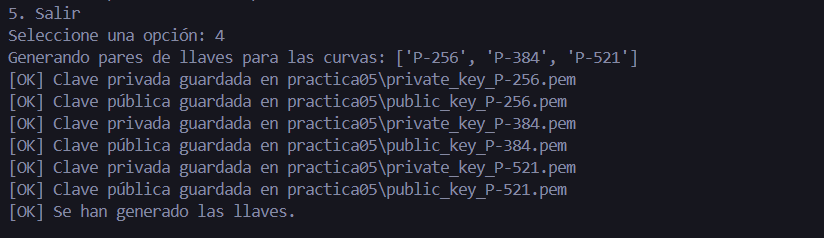 5. Salir
Seleccione una opción: 4
Generando pares de llaves para las curvas: ['P-256', 'P-384', 'P-521']
[OK] Clave privada guardada en practica05\private_key_P-256.pem
[OK] Clave pública guardada en practica05\public_key_P-256.pem
[OK] Clave privada guardada en practica05\private_key_P-384.pem
[OK] Clave pública guardada en practica05\public_key_P-384.pem
[OK] Clave privada guardada en practica05\private_key_P-521.pem
[OK] Clave pública guardada en practica05\public_key_P-521.pem
[OK] Se han generado las llaves.